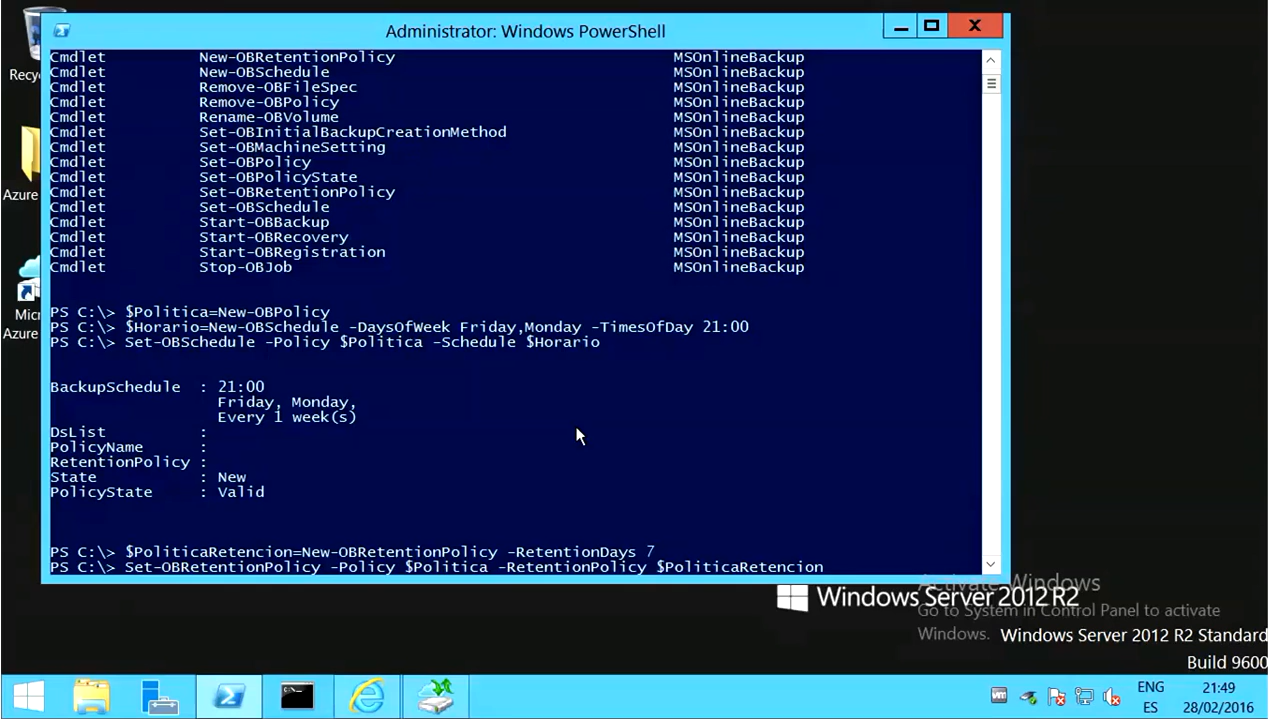 Administrator: Windows PowerShell
Cmdlet New-OBRetentionPolicy MSOnlineBackup
Cmdlet New-OBSchedule MSOnlineBackup
Cmdlet Remove-OBFileSpec MSOnlineBackup
Cmdlet Remove-OBPolicy MSOnlineBackup
Cmdlet Rename-OBVolume MSOnlineBackup
Cmdlet Set-OBInitialBackupCreationMethod MSOnlineBackup
Cmdlet Set-OBMachineSetting MSOnlineBackup
Cmdlet Set-OBPolicy MSOnlineBackup
Cmdlet Set-OBPolicyState MSOnlineBackup
Cmdlet Set-OBRetentionPolicy MSOnlineBackup
Cmdlet Set-OBSchedule MSOnlineBackup
Cmdlet Start-OBBackup MSOnlineBackup
Cmdlet Start-OBRecovery MSOnlineBackup
Cmdlet Start-OBRegistration MSOnlineBackup
Cmdlet Stop-OBJob MSOnlineBackup
PS C:\> $Politica=New-OBPolicy
PS C:\> $Horario=New-OBSchedule -DaysOfWeek Friday,Monday -TimesOfDay 21:00
PS C:\> Set-OBSchedule -Policy $Politica -Schedule $Horario
BackupSchedule : 21:00
Friday, Monday,
Every 1 week(s)
DsList :
PolicyName :
RetentionPolicy :
State : New
PolicyState : Valid
PS C:\> $PoliticaRetencion=New-OBRetentionPolicy -RetentionDays 7
PS C:\> Set-OBRetentionPolicy -Policy $Politica -RetentionPolicy $PoliticaRetencion
Recy
Azure
Micr
Azure
Activate Windows
Windows Server 2012 R2
Go to System in Control Panel to activate
Windows.
Windows Server 2012 R2 Standard
Build 9600
ENG
ES
21:49
28/02/2016